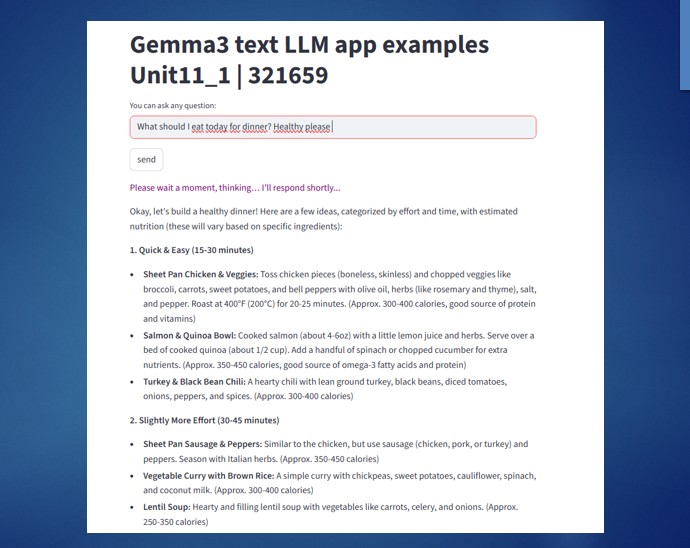 Gemma3 text LLM app examples
Unit11_1 | 321659
You can ask any question:
What should I eat today for dinner? Healthy please
send
Please wait a moment, thinking… I'll respond shortly...
Okay, let's build a healthy dinner! Here are a few ideas, categorized by effort and time, with estimated
nutrition (these will vary based on specific ingredients):
1. Quick & Easy (15-30 minutes)
• Sheet Pan Chicken & Veggies: Toss chicken pieces (boneless, skinless) and chopped veggies like
broccoli, carrots, sweet potatoes, and bell peppers with olive oil, herbs (like rosemary and thyme), salt,
and pepper. Roast at 400°F (200°C) for 20-25 minutes. (Approx. 300-400 calories, good source of protein
and vitamins)
• Salmon & Quinoa Bowl: Cooked salmon (about 4-6oz) with a little lemon juice and herbs. Serve over a
bed of cooked quinoa (about 1/2 cup). Add a handful of spinach or chopped cucumber for extra
nutrients. (Approx. 350-450 calories, good source of omega-3 fatty acids and protein)
• Turkey & Black Bean Chili: A hearty chili with lean ground turkey, black beans, diced tomatoes,
onions, peppers, and spices. (Approx. 300-400 calories)
2. Slightly More Effort (30-45 minutes)
• Sheet Pan Sausage & Peppers: Similar to the chicken, but use sausage (chicken, pork, or turkey) and
peppers. Season with Italian herbs. (Approx. 350-450 calories)
• Vegetable Curry with Brown Rice: A simple curry with chickpeas, sweet potatoes, cauliflower, spinach,
and coconut milk. (Approx. 300-400 calories)
• Lentil Soup: Hearty and filling lentil soup with vegetables like carrots, celery, and onions. (Approx.
250-350 calories)